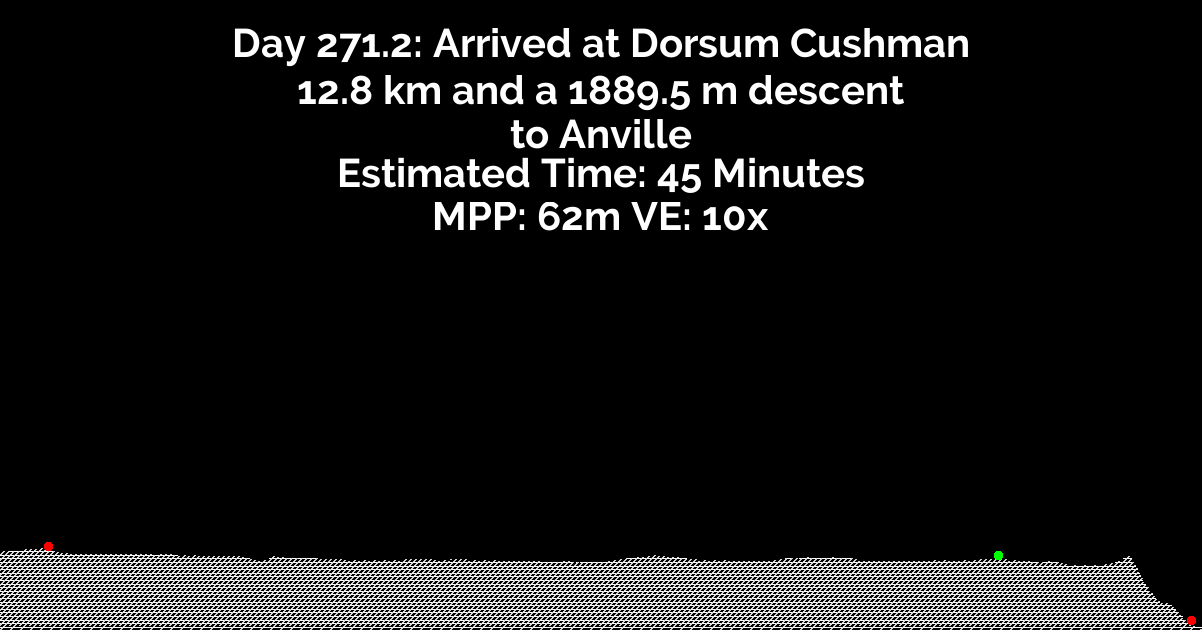 Day 271.2: Arrived at Dorsum Cushman
12.8 km and a 1889.5 m descent
to Anville
Estimated Time: 45 Minutes
MPP: 62m VE: 10x